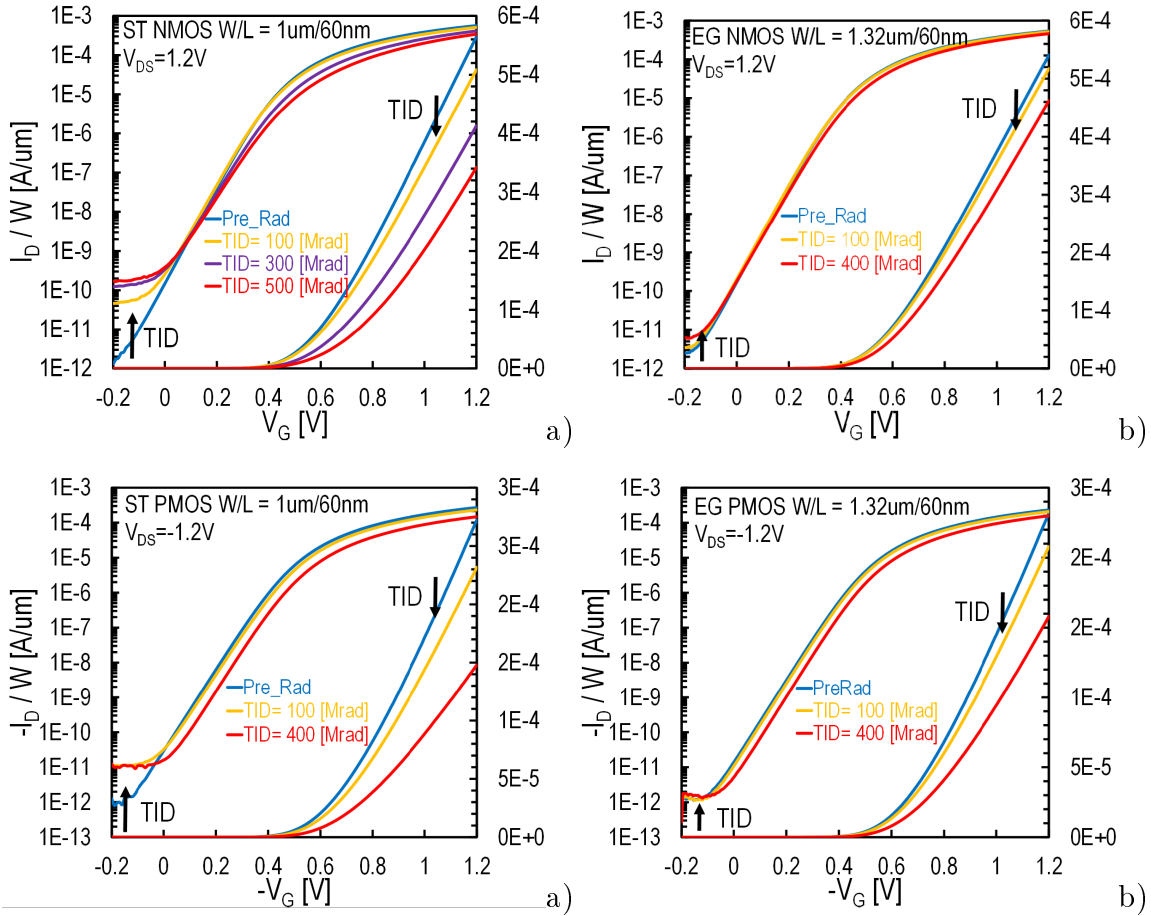 ST NMOS W/L = 1um/60nm
V_DS=1.2V
I_D / W [A/um]
1E-3
1E-4
1E-5
1E-6
1E-7
1E-8
1E-9
1E-10
1E-11
1E-12
6E-4
5E-4
4E-4
3E-4
2E-4
1E-4
0E+0
TID
Pre_Rad
TID= 100 [Mrad]
TID= 300 [Mrad]
TID= 500 [Mrad]
TID
-0.2 0 0.2 0.4 0.6 0.8 1 1.2
V_G [V]
a)
EG NMOS W/L = 1.32um/60nm
V_DS=1.2V
I_D / W [A/um]
1E-3
1E-4
1E-5
1E-6
1E-7
1E-8
1E-9
1E-10
1E-11
1E-12
6E-4
5E-4
4E-4
3E-4
2E-4
1E-4
0E+0
TID
Pre_Rad
TID= 100 [Mrad]
TID= 400 [Mrad]
TID
-0.2 0 0.2 0.4 0.6 0.8 1 1.2
V_G [V]
b)
ST PMOS W/L = 1um/60nm
V_DS=-1.2V
-I_D / W [A/um]
1E-3
1E-4
1E-5
1E-6
1E-7
1E-8
1E-9
1E-10
1E-11
1E-12
1E-13
3E-4
3E-4
2E-4
2E-4
1E-4
5E-5
0E+0
TID
Pre_Rad
TID= 100 [Mrad]
TID= 400 [Mrad]
TID
-0.2 0 0.2 0.4 0.6 0.8 1 1.2
-V_G [V]
a)
EG PMOS W/L = 1.32um/60nm
V_DS=-1.2V
-I_D / W [A/um]
1E-3
1E-4
1E-5
1E-6
1E-7
1E-8
1E-9
1E-10
1E-11
1E-12
1E-13
3E-4
2E-4
2E-4
1E-4
5E-5
0E+0
TID
PreRad
TID= 100 [Mrad]
TID= 400 [Mrad]
TID
-0.2 0 0.2 0.4 0.6 0.8 1 1.2
-V_G [V]
b)